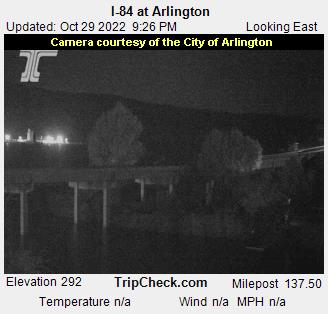 I-84 at Arlington
Updated: Oct 29 2022 9:26 PM Looking East
Camera courtesy of the City of Arlington
Elevation 292 TripCheck.com Milepost 137.50
Temperature n/a Wind n/a MPH n/a